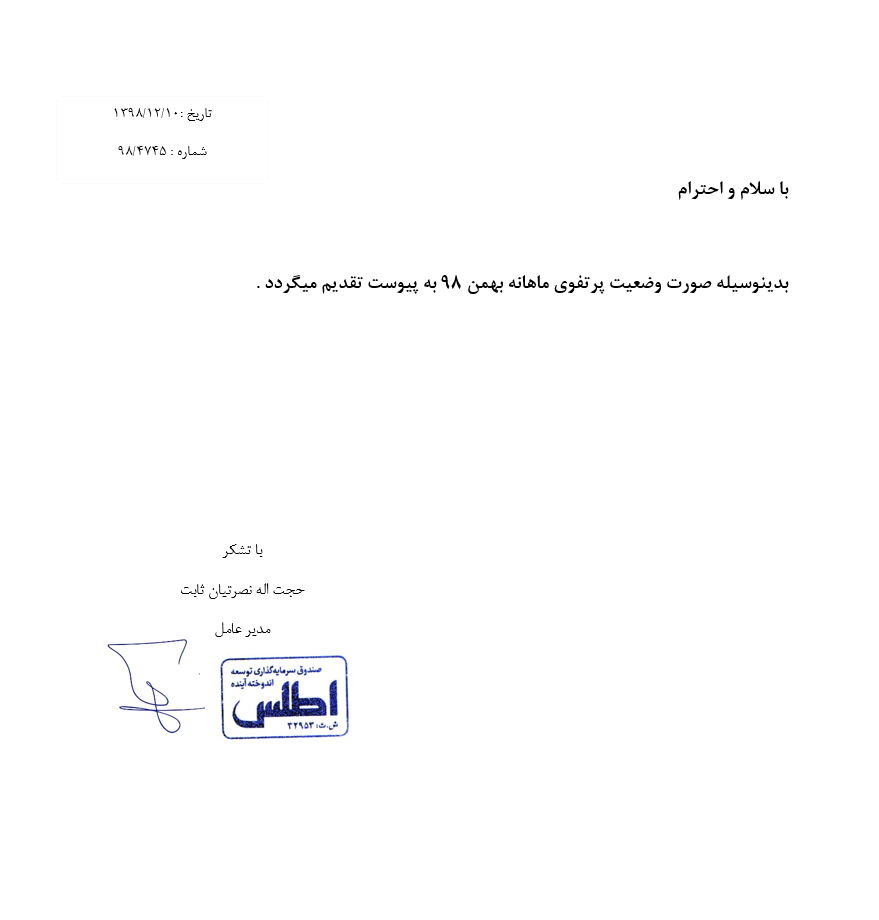 تاریخ :۱۳۹۸/۱۲/۱۰
شماره : ۹۸/۴۷۴۵
با سلام و احترام
بدینوسیله صورت وضعیت پرتفوی ماهانه بهمن ۹۸ به پیوست تقدیم میگردد .
با تشکر
حجت اله نصرتیان ثابت
مدیر عامل
صندوق سرمایه‌گذاری توسعه
اندوخته آینده
اطلس
ش.ت: ۳۲۹۵۳